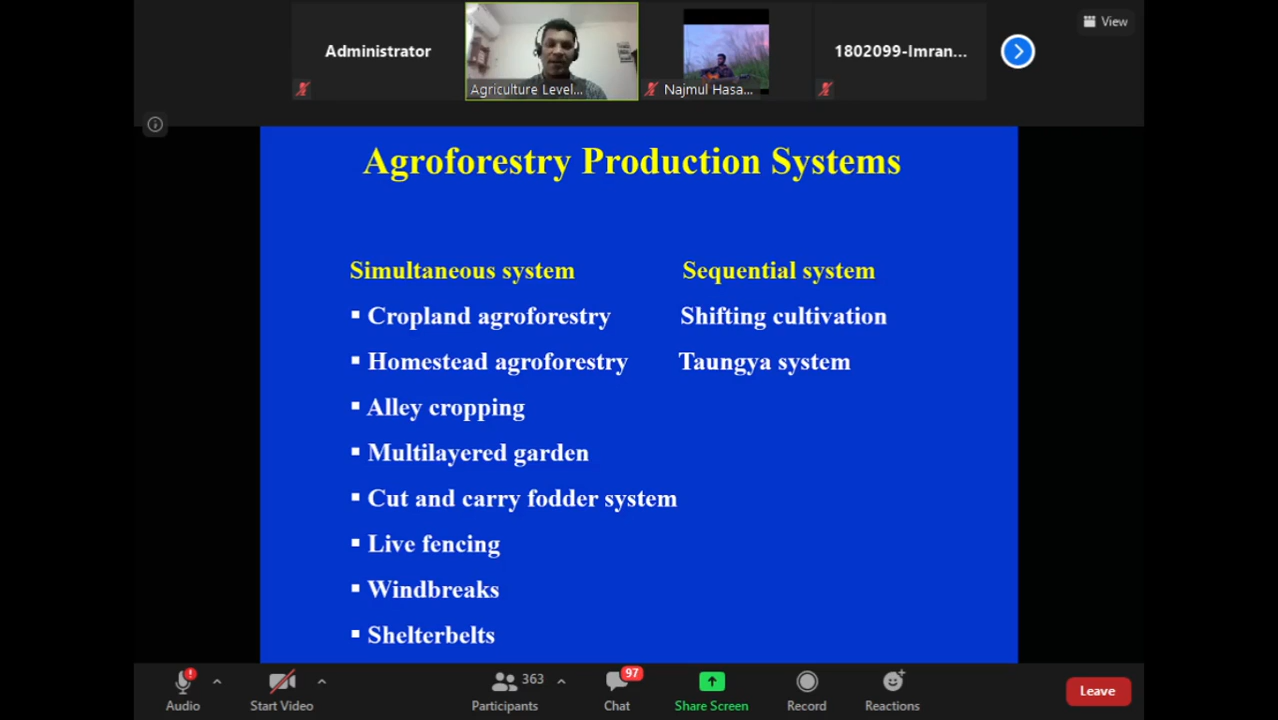 View
Administrator
Agriculture Level...
Najmul Hasa...
1802099-Imran...
Agroforestry Production Systems
Simultaneous system
Sequential system
▪ Cropland agroforestry
Shifting cultivation
▪ Homestead agroforestry
Taungya system
▪ Alley cropping
▪ Multilayered garden
▪ Cut and carry fodder system
▪ Live fencing
▪ Windbreaks
▪ Shelterbelts
Audio
Start Video
363
Participants
97
Chat
Share Screen
Record
Reactions
Leave